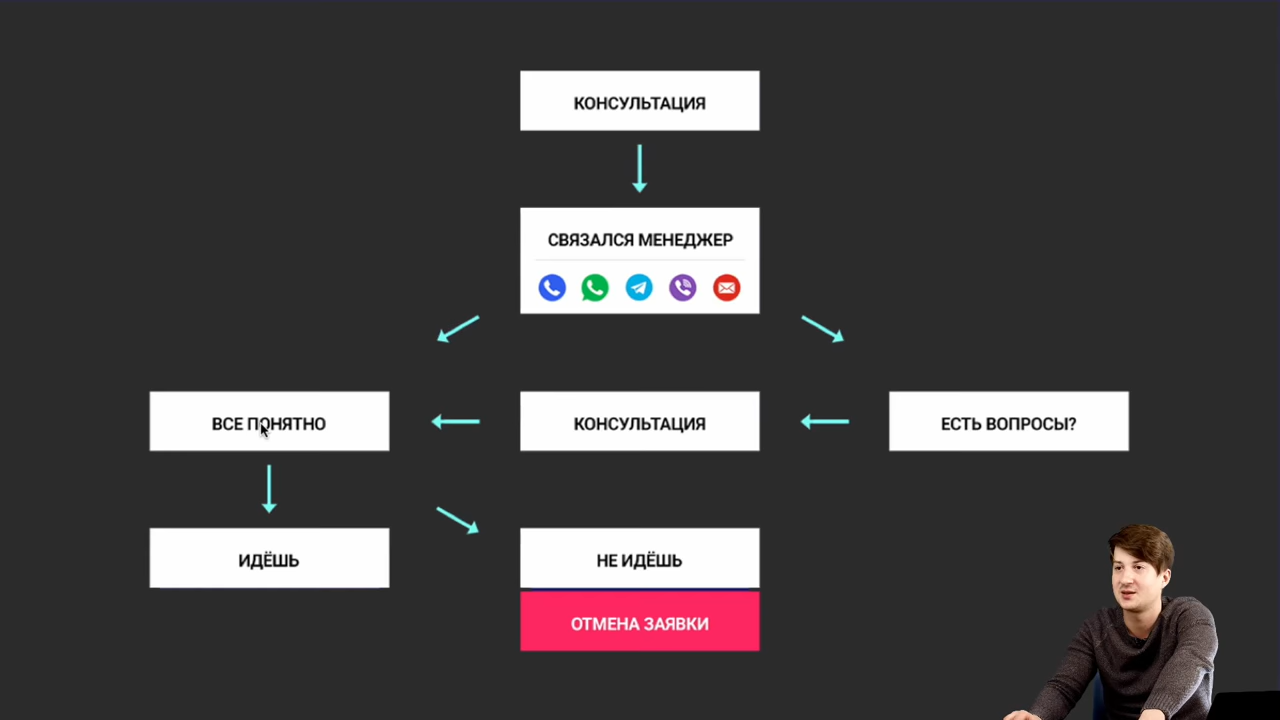 КОНСУЛЬТАЦИЯ
СВЯЗАЛСЯ МЕНЕДЖЕР
ВСЕ ПОНЯТНО
КОНСУЛЬТАЦИЯ
ЕСТЬ ВОПРОСЫ?
ИДЁШЬ
НЕ ИДЁШЬ
ОТМЕНА ЗАЯВКИ